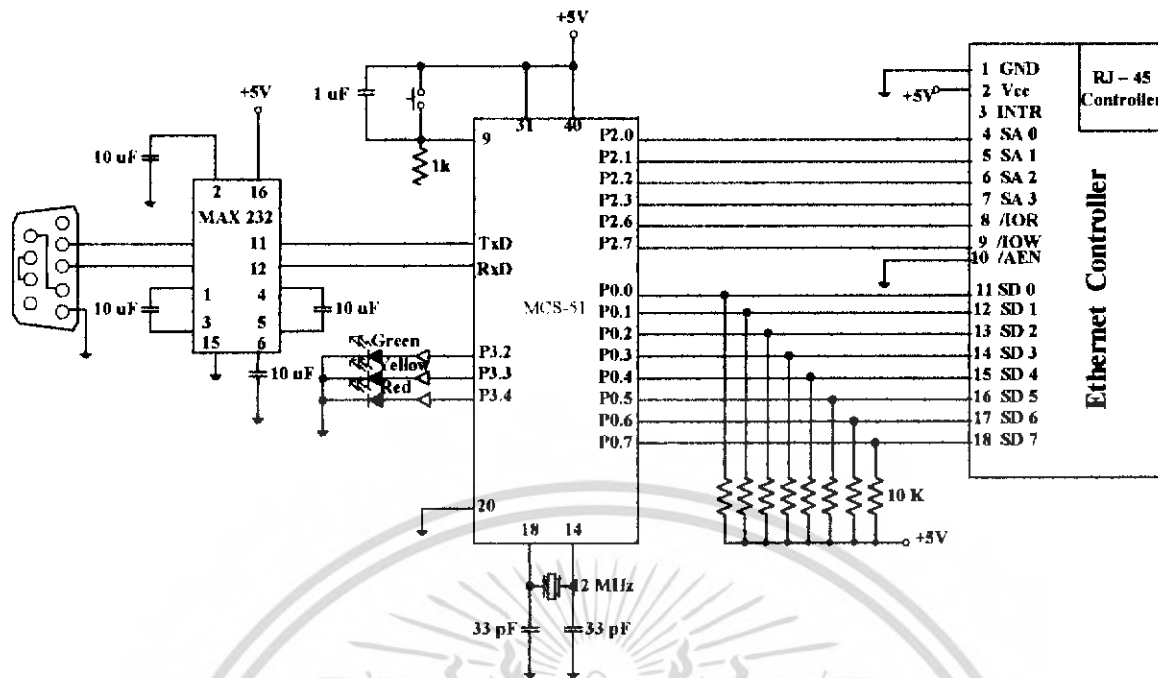 +5V
+5V
1 uF
31
40
9
1k
10 uF
2
16
MAX 232
11
12
1
4
3
5
15
6
10 uF
10 uF
10 uF
TxD
RxD
MCS-51
Green
Yellow
Red
P3.2
P3.3
P3.4
20
18
14
12 MHz
33 pF
33 pF
P2.0
P2.1
P2.2
P2.3
P2.6
P2.7
P0.0
P0.1
P0.2
P0.3
P0.4
P0.5
P0.6
P0.7
10 K
+5V
+5V
1 GND
2 Vcc
3 INTR
4 SA 0
5 SA 1
6 SA 2
7 SA 3
8 /IOR
9 /IOW
10 /AEN
11 SD 0
12 SD 1
13 SD 2
14 SD 3
15 SD 4
16 SD 5
17 SD 6
18 SD 7
RJ – 45
Controller
Ethernet Controller